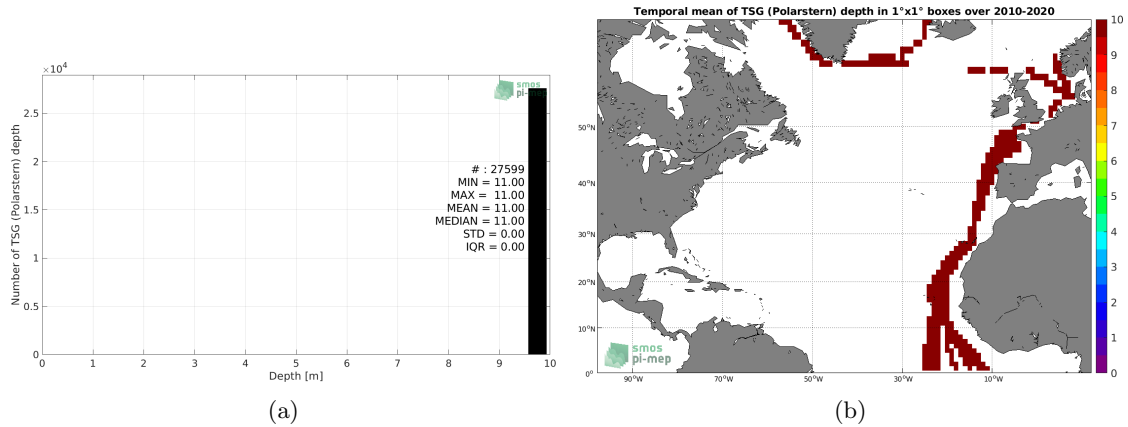 ×10⁴
2.5
2
1.5
1
0.5
0
0 1 2 3 4 5 6 7 8 9 10
Number of TSG (Polarstern) depth
Depth [m]
smos
pi-mep
# : 27599
MIN = 11.00
MAX = 11.00
MEAN = 11.00
MEDIAN = 11.00
STD = 0.00
IQR = 0.00
(a)
Temporal mean of TSG (Polarstern) depth in 1°x1° boxes over 2010-2020
50°N
40°N
30°N
20°N
10°N
0°
90°W 70°W 50°W 30°W 10°W
smos
pi-mep
10
9
8
7
6
5
4
3
2
1
0
(b)